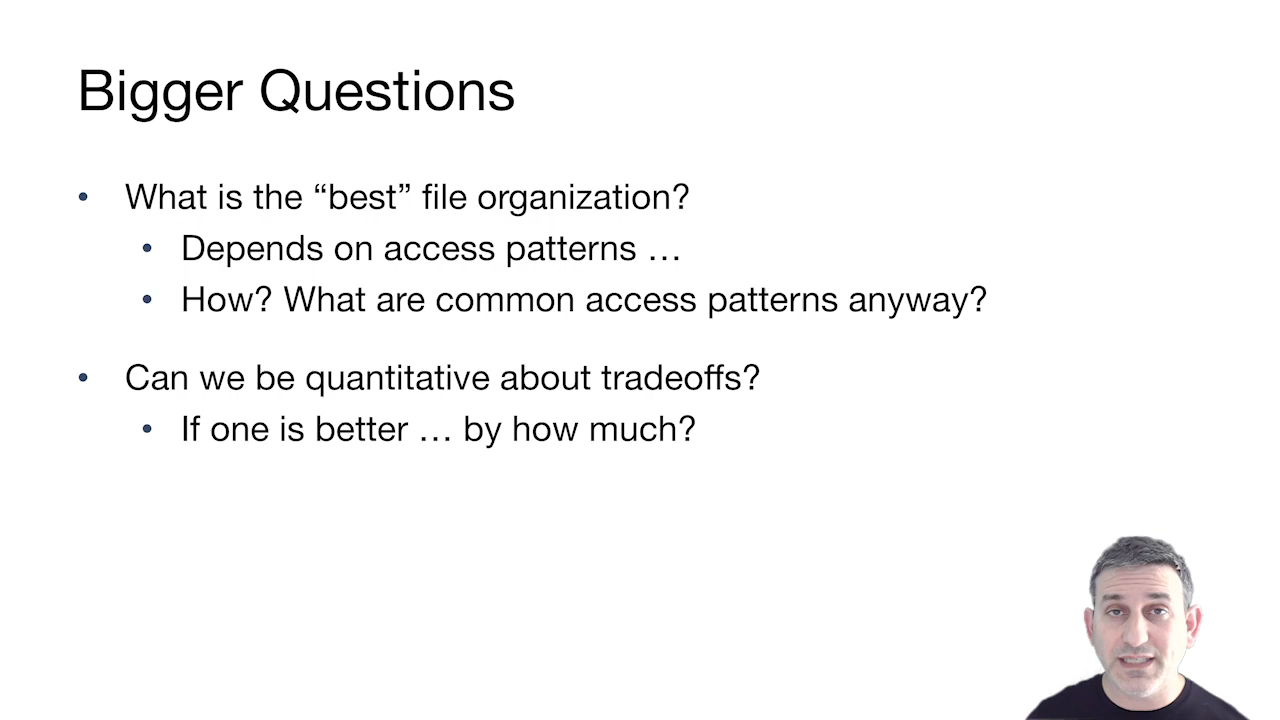 Bigger Questions
• What is the “best” file organization?
• Depends on access patterns …
• How? What are common access patterns anyway?
• Can we be quantitative about tradeoffs?
• If one is better … by how much?